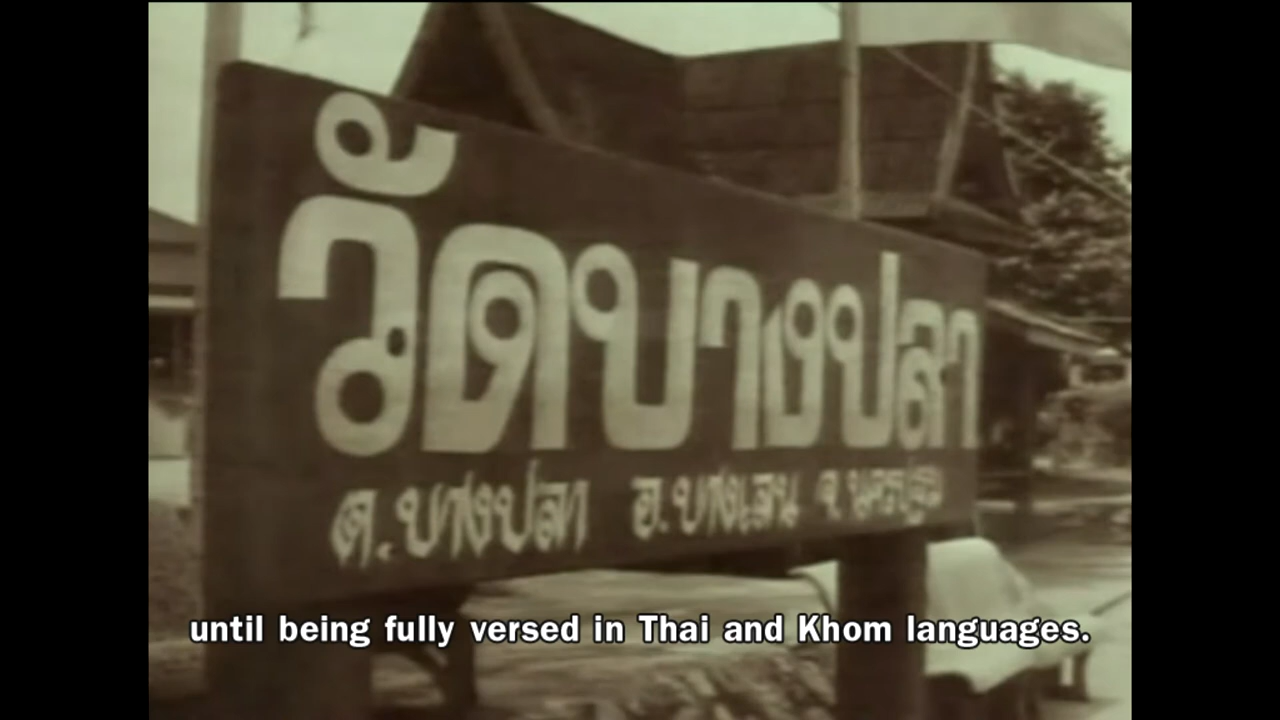 วัดบางปลา
ต.บางปลา อ.บางเลน จ.นครปฐม
until being fully versed in Thai and Khom languages.